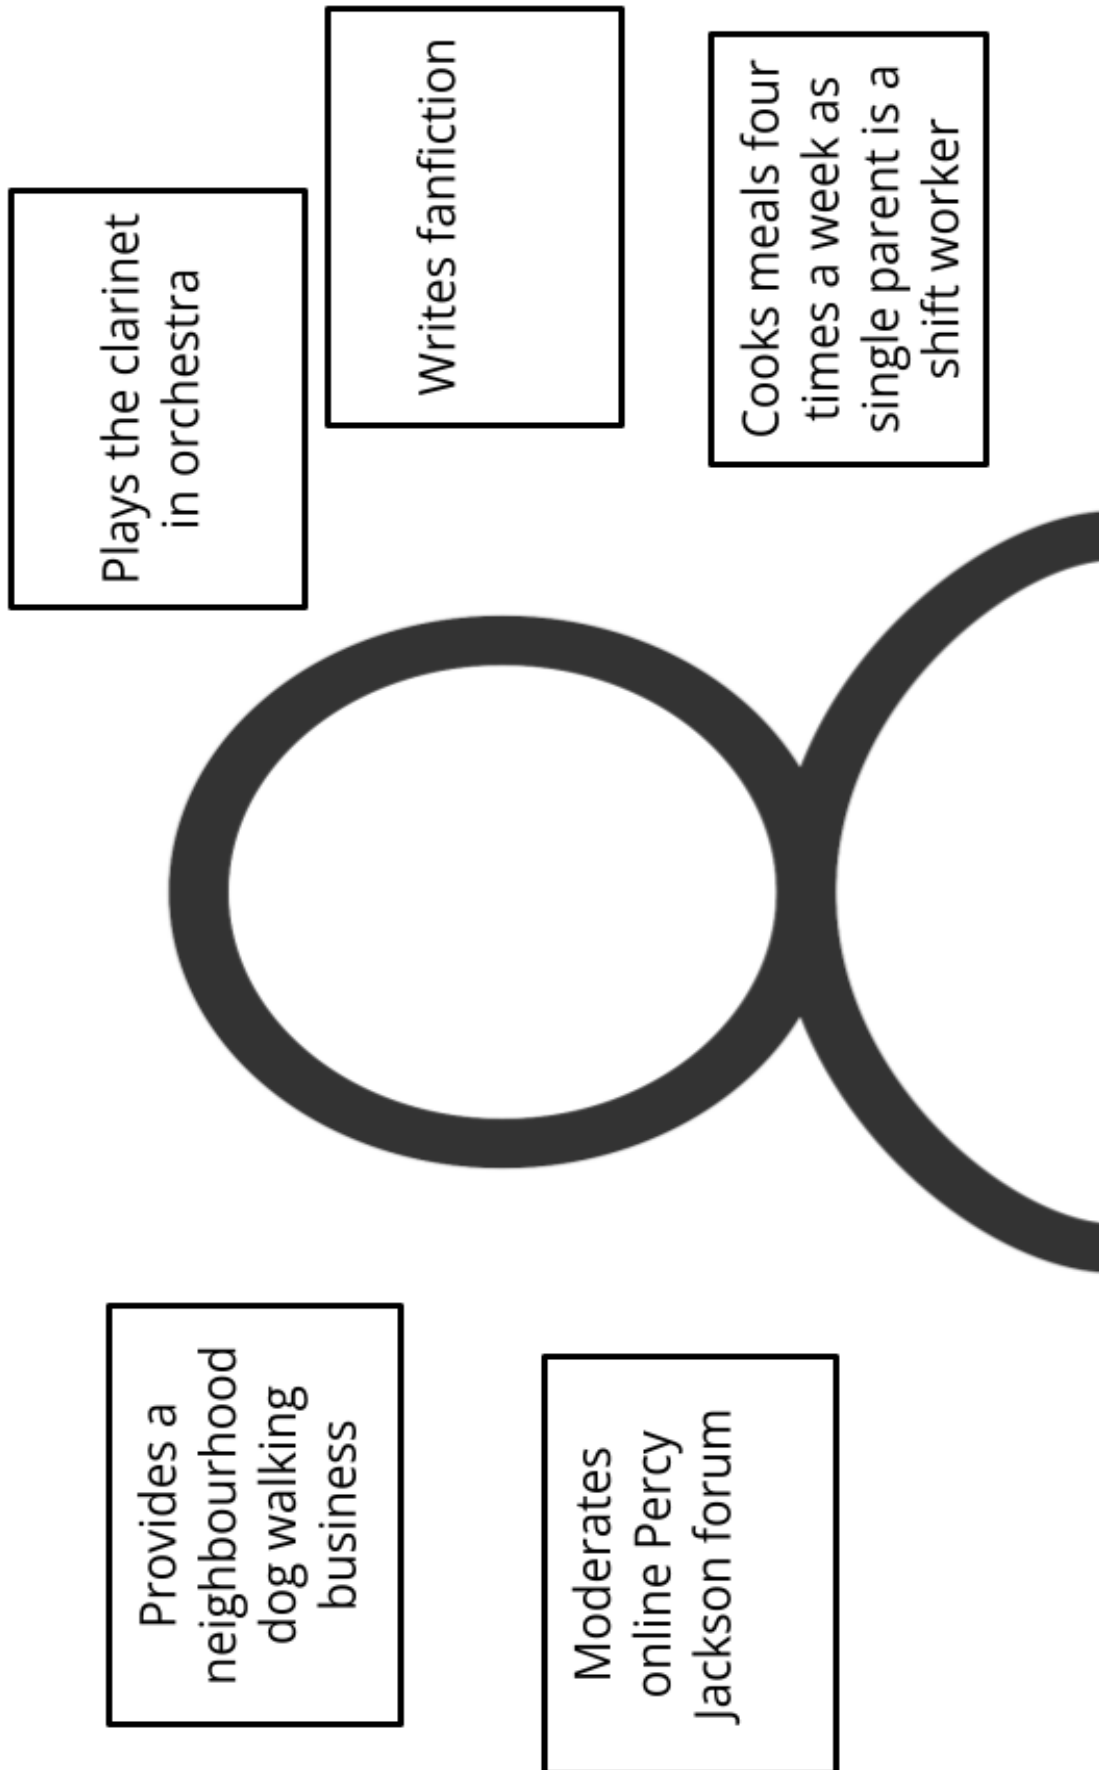 Provides a
neighbourhood
dog walking
business
Moderates
online Percy
Jackson forum
Plays the clarinet
in orchestra
Writes fanfiction
Cooks meals four
times a week as
single parent is a
shift worker